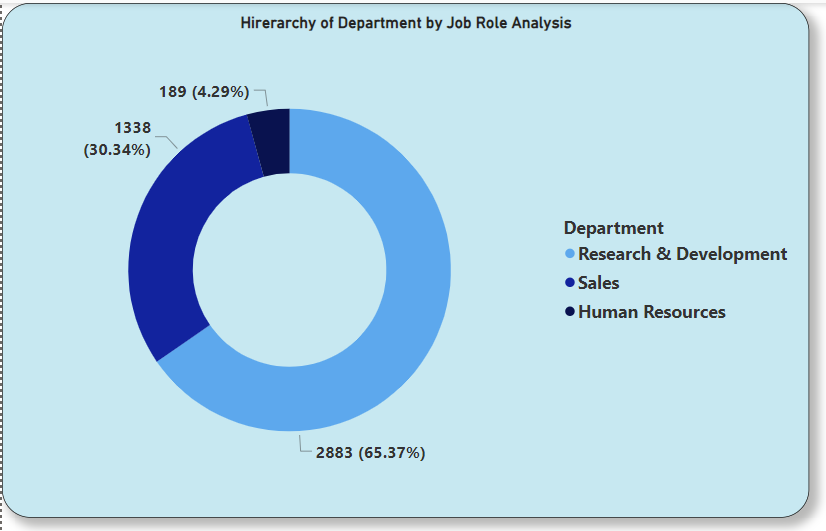 Hirerarchy of Department by Job Role Analysis
189 (4.29%)
1338
(30.34%)
Department
Research & Development
Sales
Human Resources
2883 (65.37%)